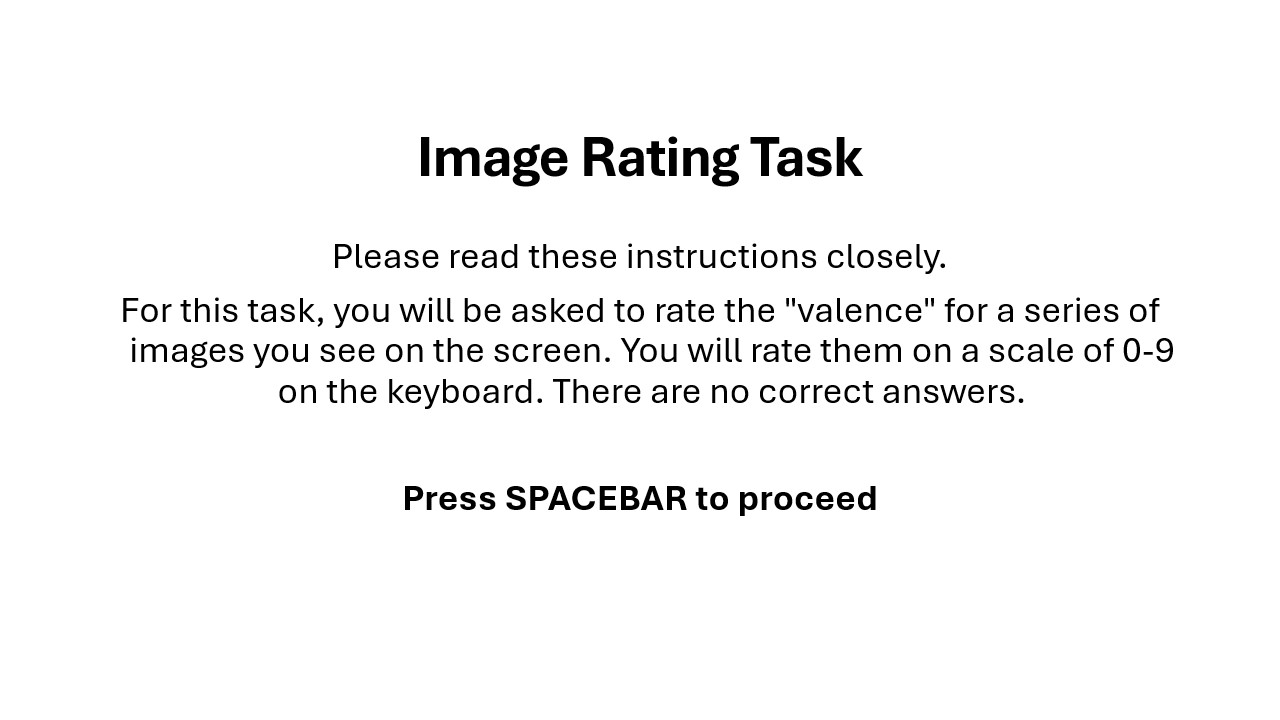 Image Rating Task
Please read these instructions closely.
For this task, you will be asked to rate the "valence" for a series of
images you see on the screen. You will rate them on a scale of 0-9
on the keyboard. There are no correct answers.
Press SPACEBAR to proceed